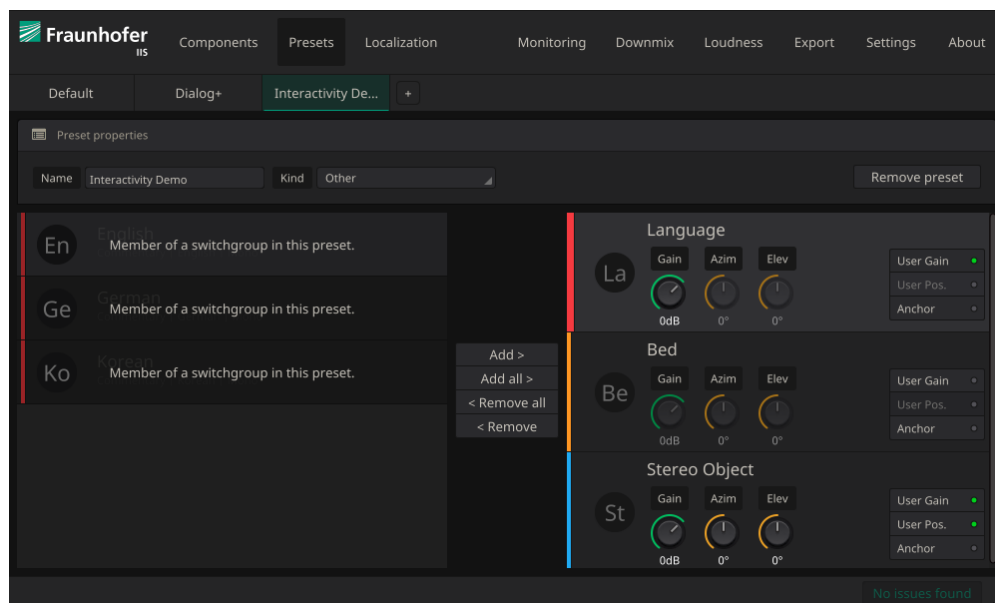 Fraunhofer
IIS
Components Presets Localization Monitoring Downmix Loudness Export Settings About
Default Dialog+ Interactivity De... +
Preset properties
Name Interactivity Demo Kind Other Remove preset
En English Member of a switchgroup in this preset.
Ge German Member of a switchgroup in this preset.
Ko Korean Member of a switchgroup in this preset.
Add >
Add all >
< Remove all
< Remove
La Language
Gain Azim Elev
0dB 0° 0°
User Gain
User Pos.
Anchor
Be Bed
Gain Azim Elev
0dB 0° 0°
User Gain
User Pos.
Anchor
St Stereo Object
Gain Azim Elev
0dB 0° 0°
User Gain
User Pos.
Anchor
No issues found